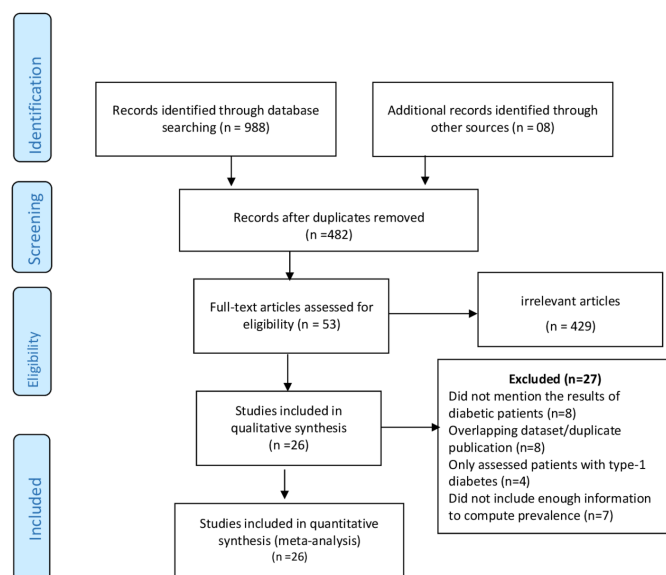 Identification
Records identified through database
searching (n = 988)
Additional records identified through
other sources (n = 08)
Screening
Records after duplicates removed
(n =482)
Eligibility
Full-text articles assessed for
eligibility (n = 53)
irrelevant articles
(n = 429)
Studies included in
qualitative synthesis
(n =26)
Excluded (n=27)
Did not mention the results of
diabetic patients (n=8)
Overlapping dataset/duplicate
publication (n=8)
Only assessed patients with type-1
diabetes (n=4)
Did not include enough information
to compute prevalence (n=7)
Included
Studies included in quantitative
synthesis (meta-analysis)
(n =26)